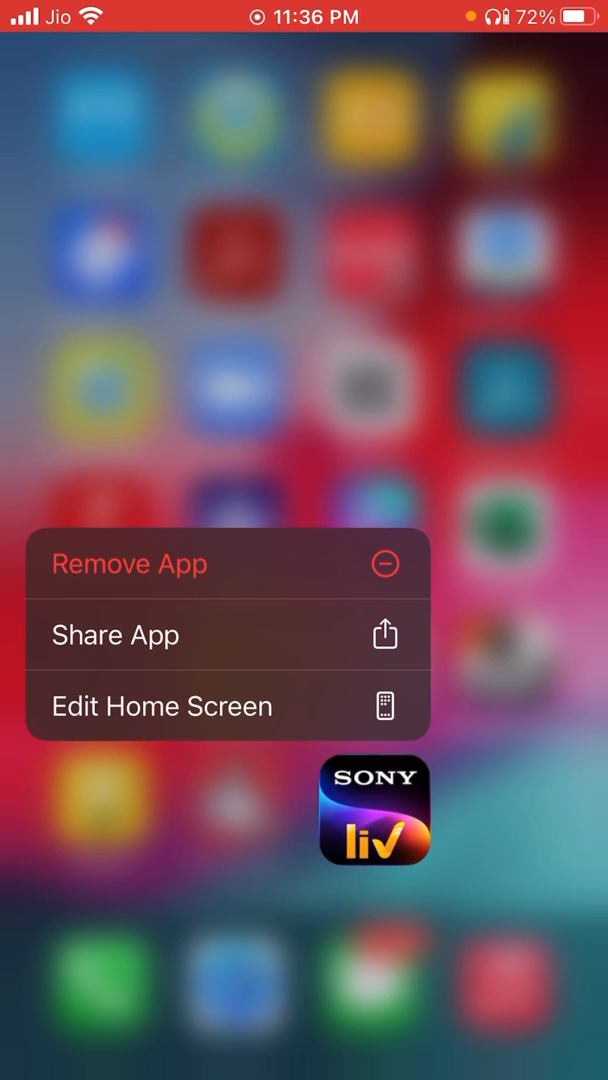 Jio 11:36 PM 72%
Remove App
Share App
Edit Home Screen
SONY
liv